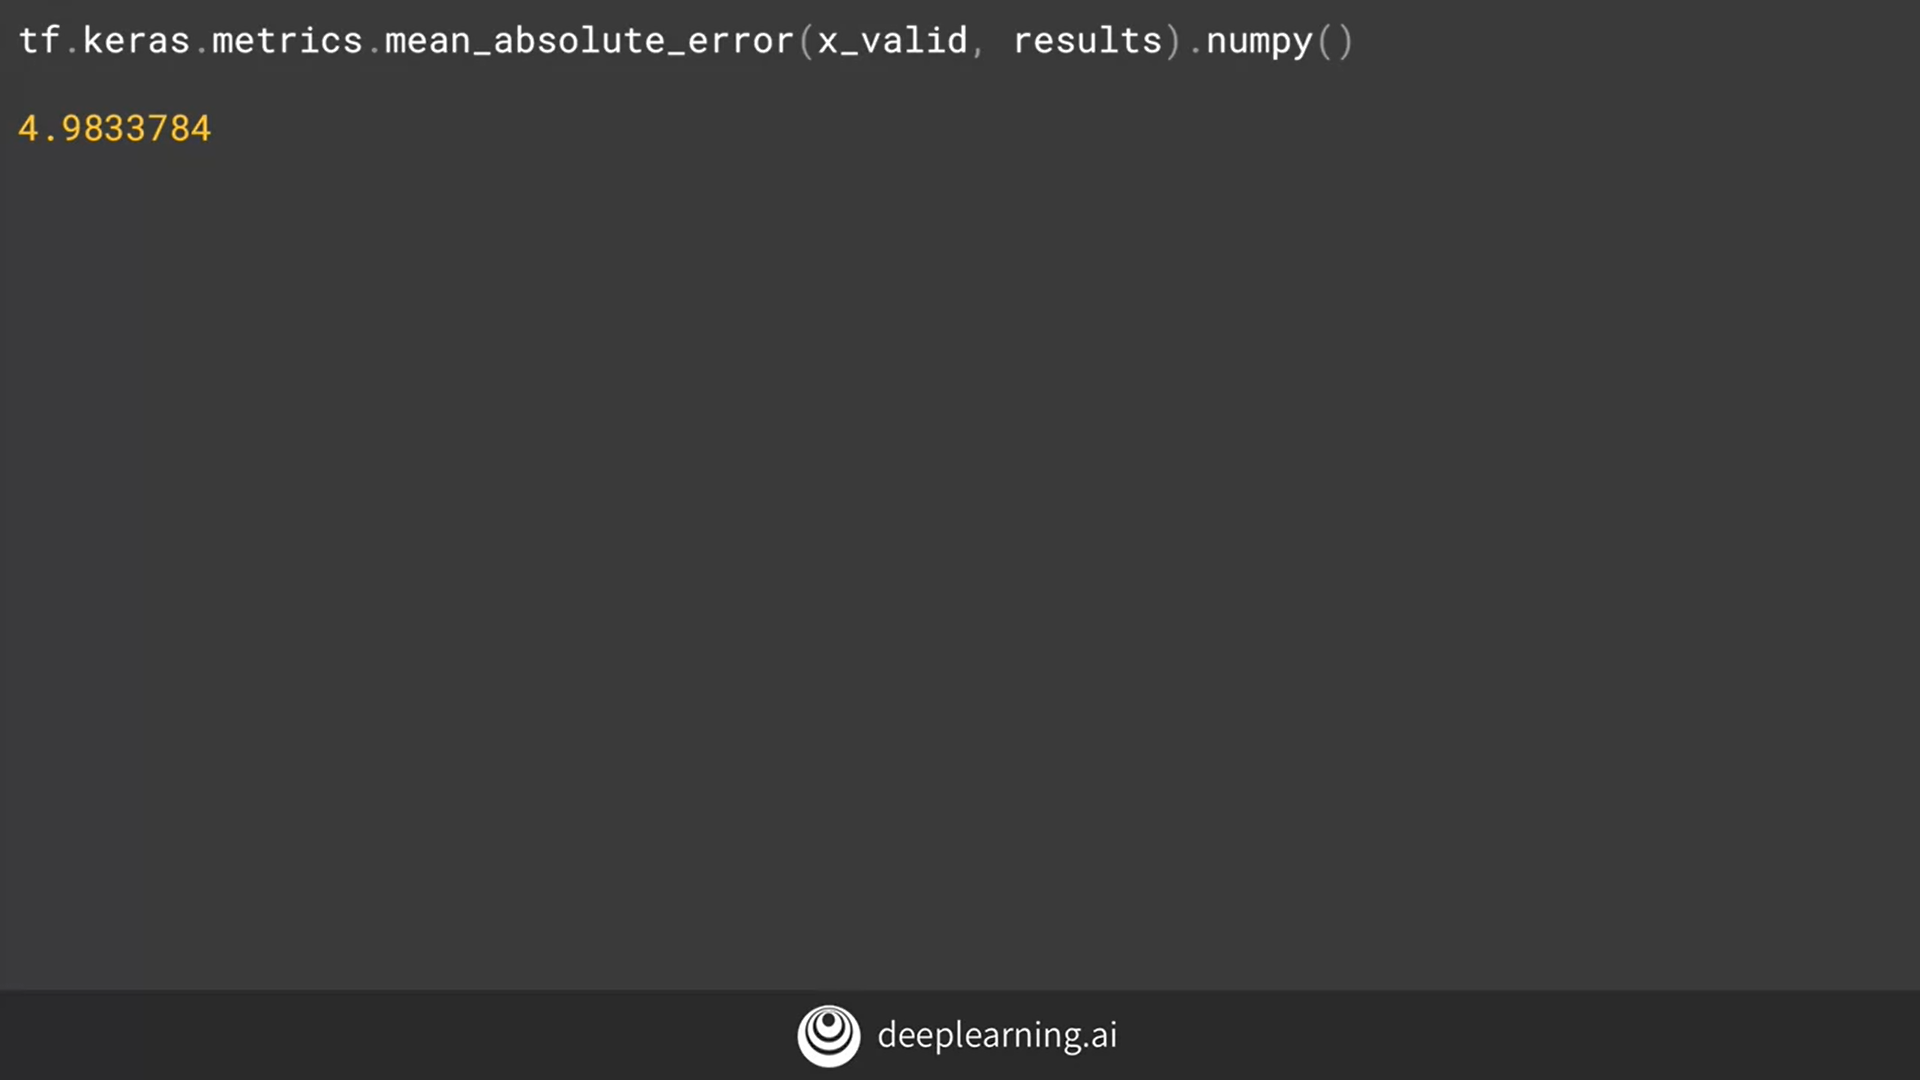 tf.keras.metrics.mean_absolute_error(x_valid, results).numpy()
4.9833784
deeplearning.ai